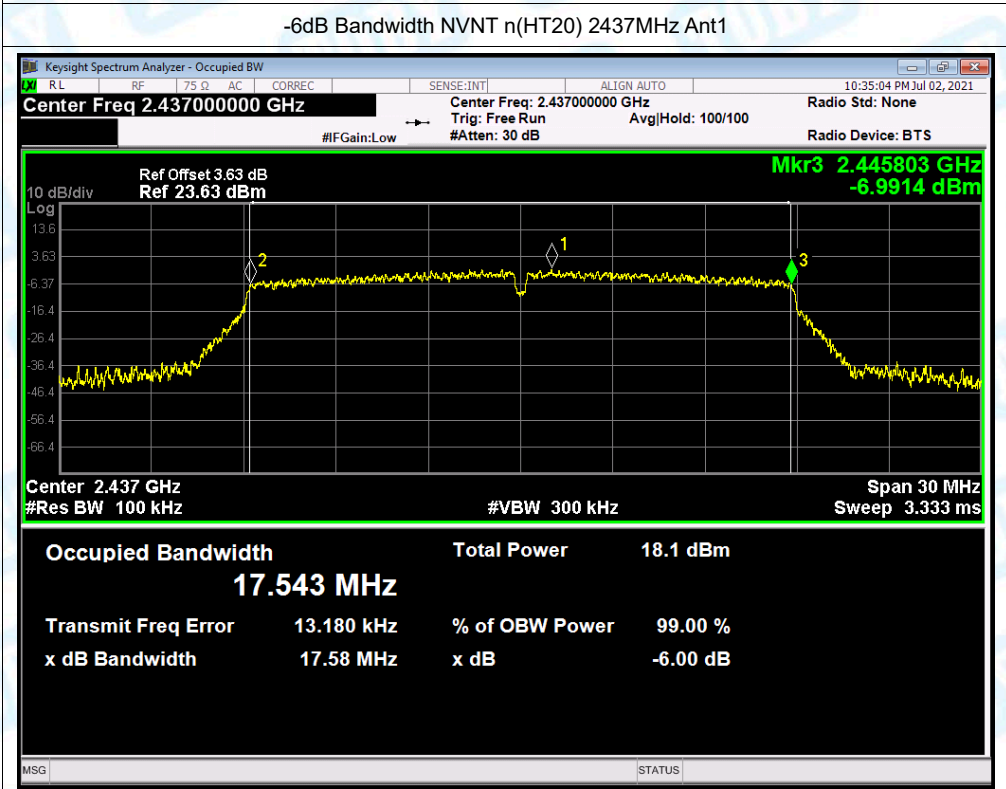 -6dB Bandwidth NVNT n(HT20) 2437MHz Ant1
Keysight Spectrum Analyzer - Occupied BW
LXI RL RF 75 Ω AC CORREC SENSE:INT ALIGN AUTO 10:35:04 PM Jul 02, 2021
Center Freq 2.437000000 GHz Center Freq: 2.437000000 GHz Radio Std: None
Trig: Free Run Avg|Hold: 100/100
#IFGain:Low #Atten: 30 dB Radio Device: BTS
Mkr3 2.445803 GHz
-6.9914 dBm
Ref Offset 3.63 dB
10 dB/div Ref 23.63 dBm
Log
13.6
1
3.63
2
3
-6.37
-16.4
-26.4
-36.4
-46.4
-56.4
-66.4
Center 2.437 GHz Span 30 MHz
#Res BW 100 kHz #VBW 300 kHz Sweep 3.333 ms
Occupied Bandwidth Total Power 18.1 dBm
17.543 MHz
Transmit Freq Error 13.180 kHz % of OBW Power 99.00 %
x dB Bandwidth 17.58 MHz x dB -6.00 dB
MSG STATUS